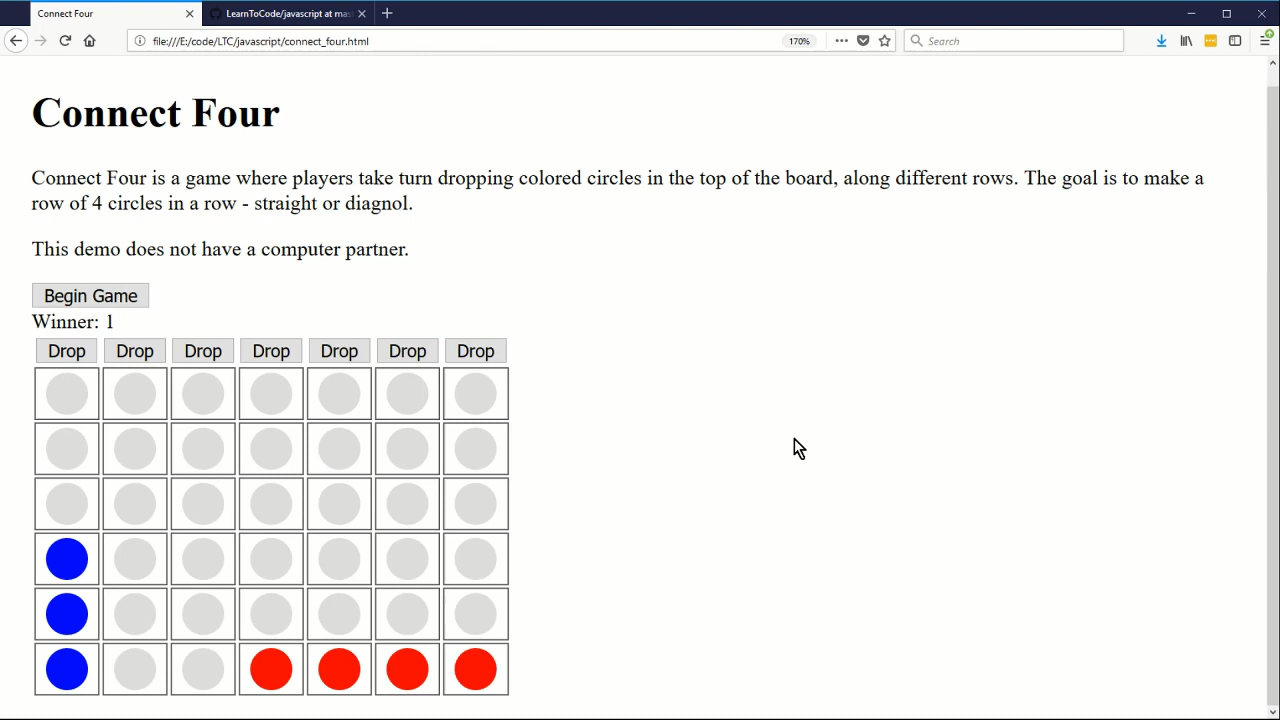 Connect Four
LearnToCode/javascript at mas
file:///E:/code/LTC/javascript/connect_four.html
170%
Search
Connect Four
Connect Four is a game where players take turn dropping colored circles in the top of the board, along different rows. The goal is to make a
row of 4 circles in a row - straight or diagnol.
This demo does not have a computer partner.
Begin Game
Winner: 1
Drop Drop Drop Drop Drop Drop Drop